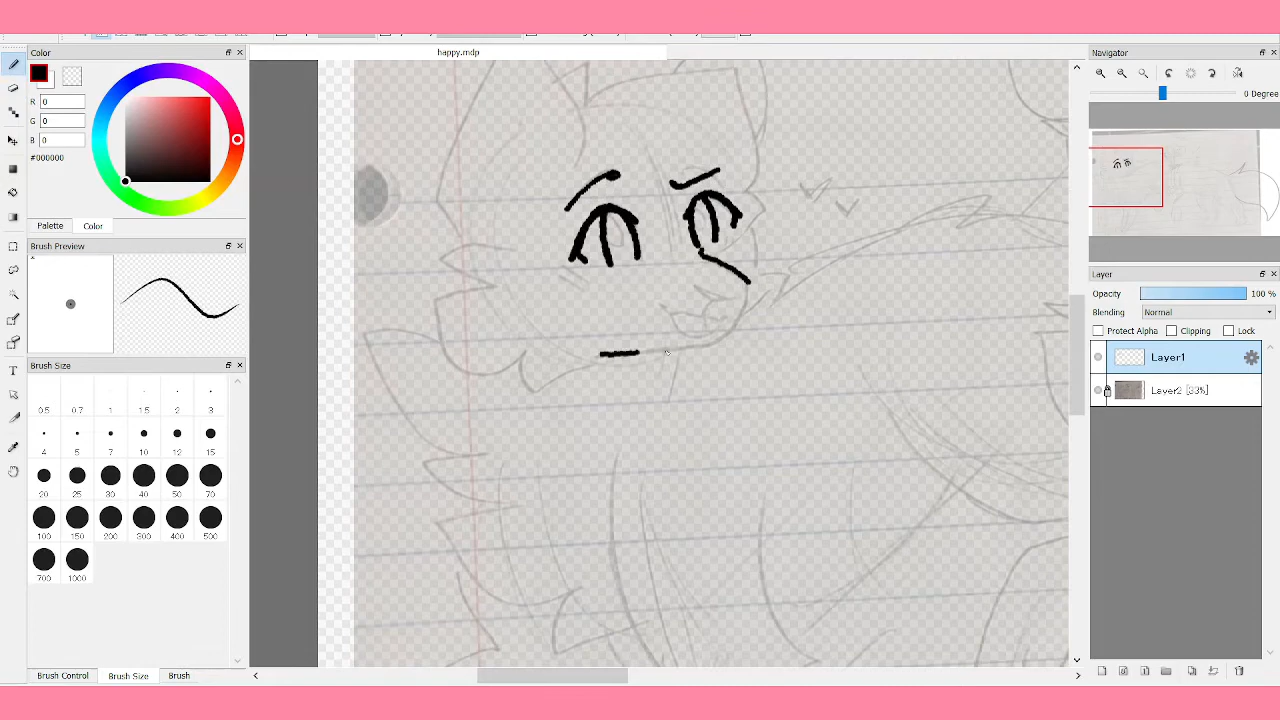 happy.mdp
Color
Navigator
R 0
G 0
B 0
#000000
0 Degree
Palette
Color
Brush Preview
Layer
Opacity
100 %
Blending
Normal
Protect Alpha
Clipping
Lock
Layer1
Layer2 [33%]
Brush Size
0.5 0.7 1 1.5 2 3
4 5 7 10 12 15
20 25 30 40 50 70
100 150 200 300 400 500
700 1000
Brush Control
Brush Size
Brush
T